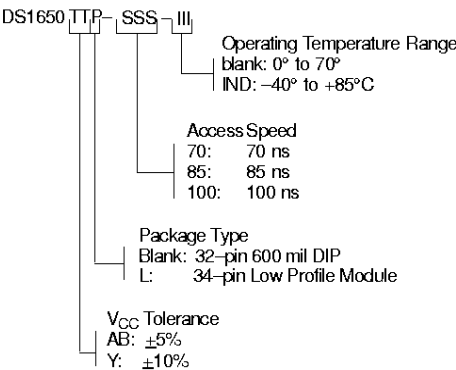 DS1650 TTP– SSS – III
Operating Temperature Range
blank: 0° to 70°
IND: –40° to +85°C
Access Speed
70: 70 ns
85: 85 ns
100: 100 ns
Package Type
Blank: 32–pin 600 mil DIP
L: 34–pin Low Profile Module
VCC Tolerance
AB: ±5%
Y: ±10%